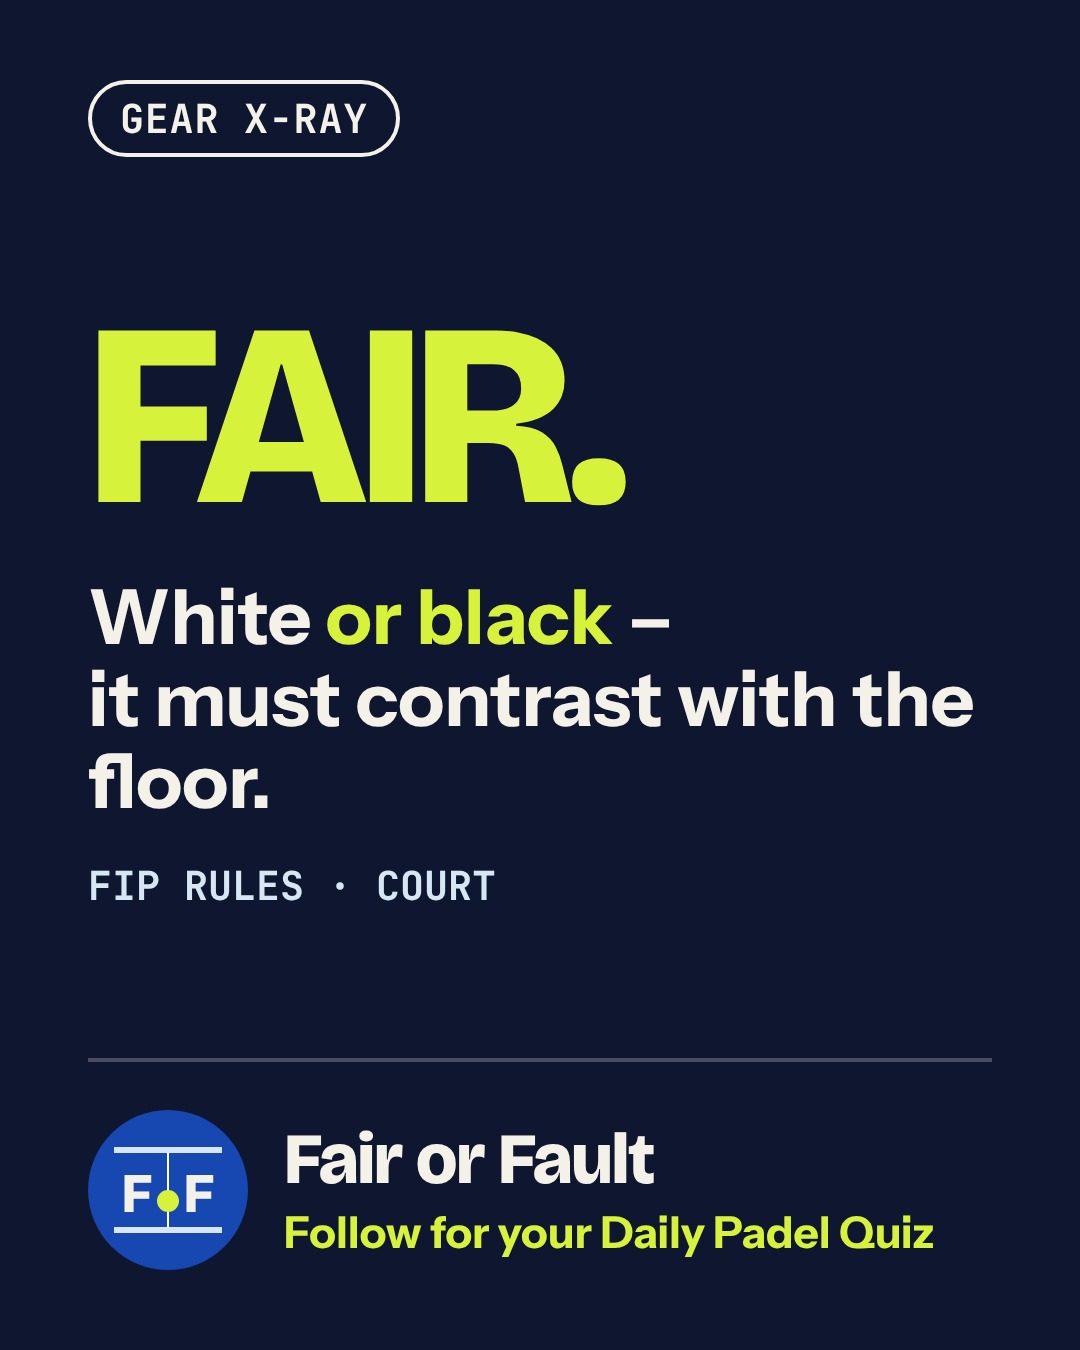 GEAR X-RAY
FAIR.
White or black –
it must contrast with the
floor.
FIP RULES · COURT
F F
Fair or Fault
Follow for your Daily Padel Quiz